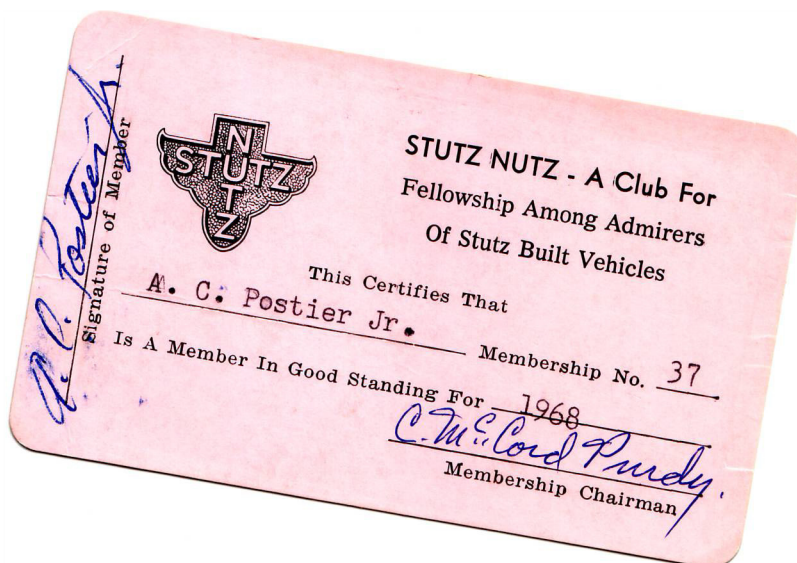 STUTZ NUTZ
STUTZ NUTZ - A Club For
Fellowship Among Admirers
Of Stutz Built Vehicles
This Certifies That
A. C. Postier Jr.
Membership No. 37
Is A Member In Good Standing For 1968
C. McCord Purdy.
Membership Chairman
A. C. Postier Jr.
Signature of Member